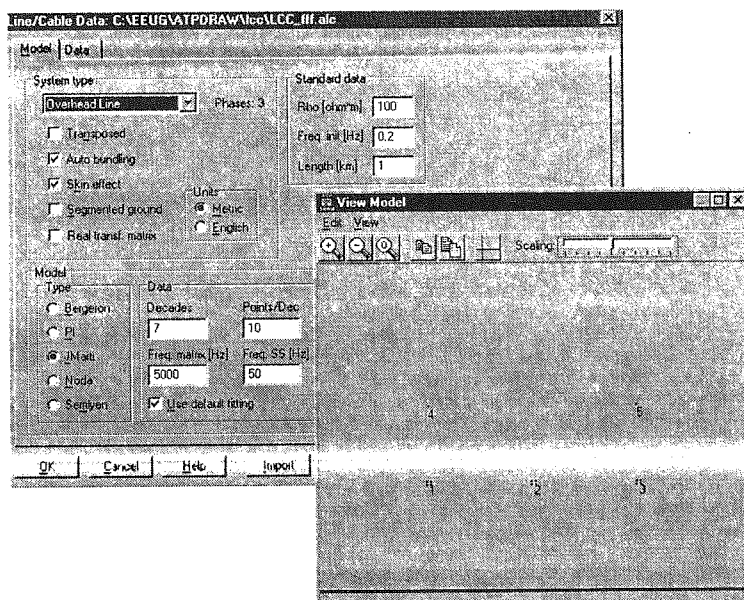 Line/Cable Data: C:\EEUG\ATPDRAW\lcc\LCC_fff.alc
Model Data
System type
Overhead Line Phases: 3
Transposed
Auto bundling
Skin effect
Segmented ground
Real transf. matrix
Units
Metric
English
Standard data
Rho [ohm*m] 100
Freq. init [Hz] 0.2
Length [km] 1
Model
Type
Bergeron
PI
JMarti
Noda
Semlyen
Data
Decades Points/Dec
7 10
Freq. matrix [Hz] Freq. SS [Hz]
5000 50
Use default fitting
OK Cancel Help Import
View Model
Edit View
Scaling:
4 5
1 2 3